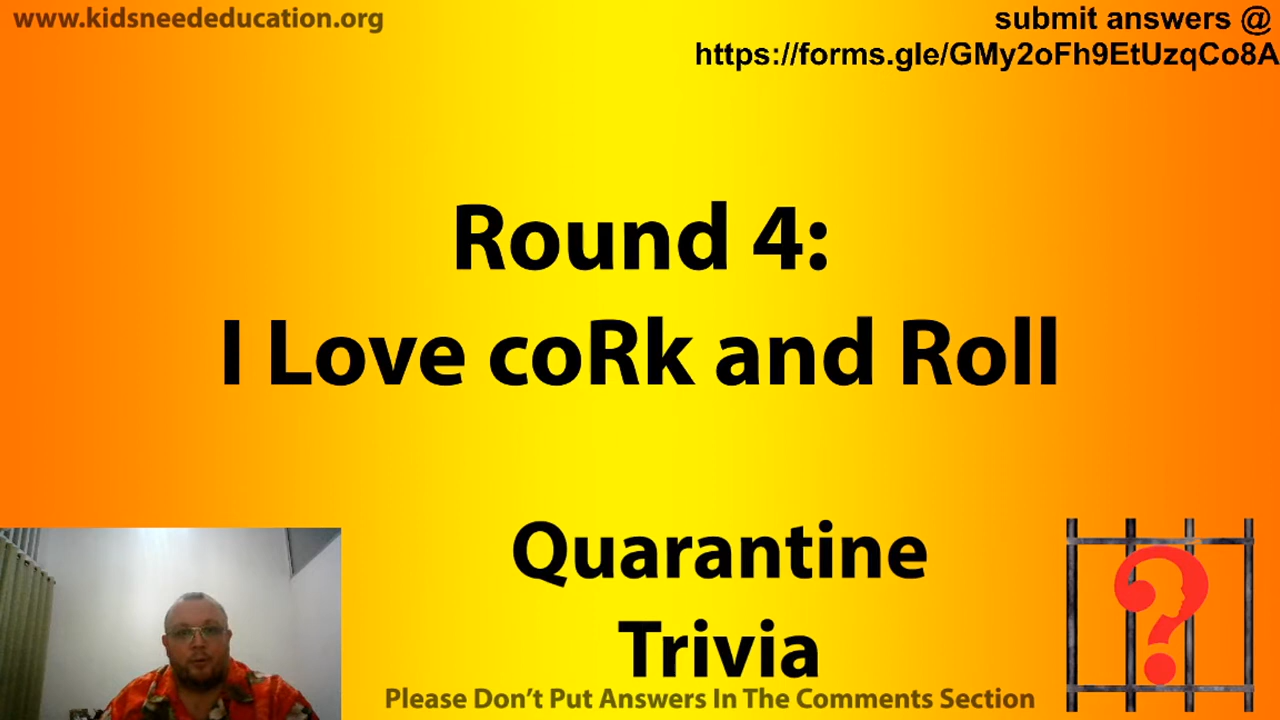 www.kidsneededucation.org
submit answers @
https://forms.gle/GMy2oFh9EtUzqCo8A
Round 4:
I Love coRk and Roll
Quarantine
Trivia
Please Don't Put Answers In The Comments Section